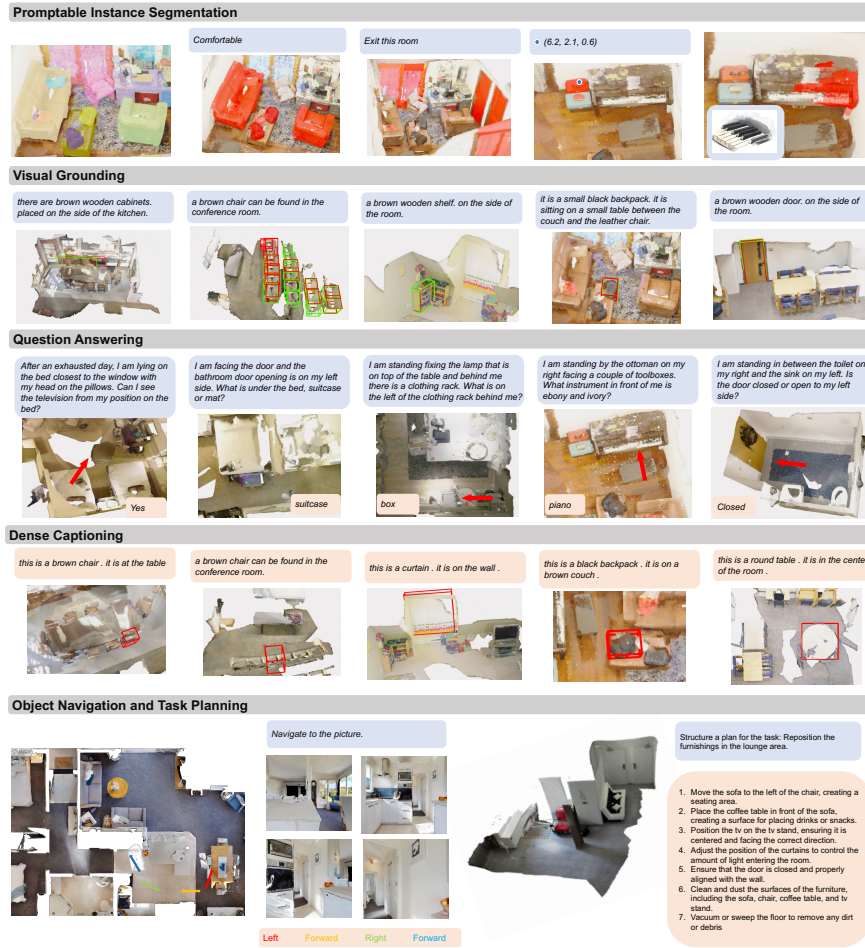 Promptable Instance Segmentation
Comfortable
Exit this room
(6.2, 2.1, 0.6)
Visual Grounding
there are brown wooden cabinets.
placed on the side of the kitchen.
a brown chair can be found in the
conference room.
a brown wooden shelf. on the side of
the room.
it is a small black backpack. it is
sitting on a small table between the
couch and the leather chair.
a brown wooden door. on the side of
the room.
Question Answering
After an exhausted day, I am lying on
the bed closest to the window with
my head on the pillows. Can I see
the television from my position on the
bed?
I am facing the door and the
bathroom door opening is on my left
side. What is under the bed, suitcase
or mat?
I am standing fixing the lamp that is
on top of the table and behind me
there is a clothing rack. What is on
the left of the clothing rack behind me?
I am standing by the ottoman on my
right facing a couple of toolboxes.
What instrument in front of me is
ebony and ivory?
I am standing in between the toilet on
my right and the sink on my left. Is
the door closed or open to my left
side?
Yes
suitcase
box
piano
Closed
Dense Captioning
this is a brown chair . it is at the table
a brown chair can be found in the
conference room.
this is a curtain . it is on the wall .
this is a black backpack . it is on a
brown couch .
this is a round table . it is in the cente
of the room .
Object Navigation and Task Planning
Navigate to the picture.
Left Forward Right Forward
Structure a plan for the task: Reposition the
furnishings in the lounge area.
1. Move the sofa to the left of the chair, creating a
seating area.
2. Place the coffee table in front of the sofa,
creating a surface for placing drinks or snacks.
3. Position the tv on the tv stand, ensuring it is
centered and facing the correct direction.
4. Adjust the position of the curtains to control the
amount of light entering the room.
5. Ensure that the door is closed and properly
aligned with the wall.
6. Clean and dust the surfaces of the furniture,
including the sofa, chair, coffee table, and tv
stand.
7. Vacuum or sweep the floor to remove any dirt
or debris